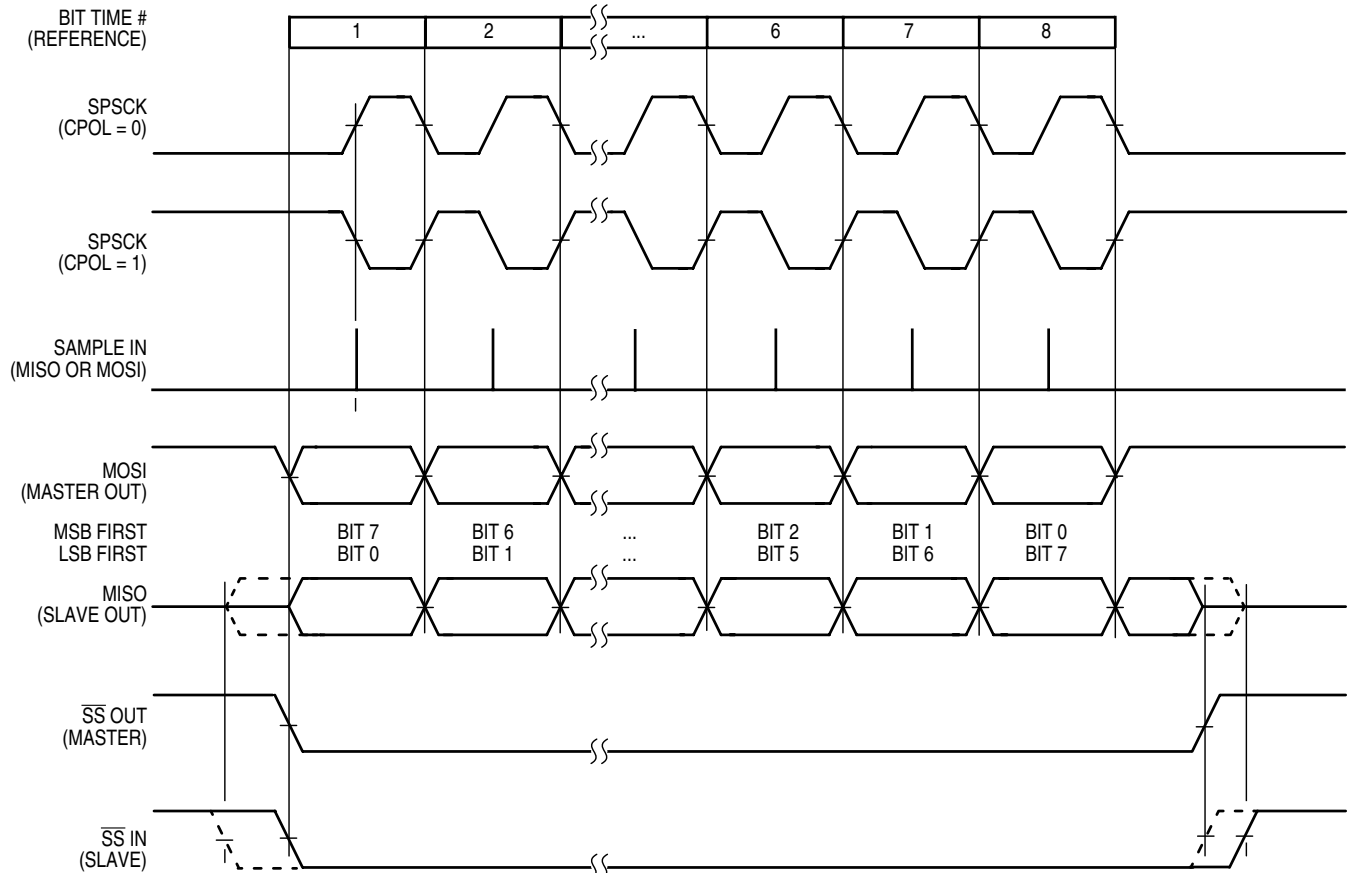 BIT TIME #
(REFERENCE)
1 2 ... 6 7 8
SPSCK
(CPOL = 0)
SPSCK
(CPOL = 1)
SAMPLE IN
(MISO OR MOSI)
MOSI
(MASTER OUT)
MSB FIRST BIT 7 BIT 6 ... BIT 2 BIT 1 BIT 0
LSB FIRST BIT 0 BIT 1 ... BIT 5 BIT 6 BIT 7
MISO
(SLAVE OUT)
S̅S̅ OUT
(MASTER)
S̅S̅ IN
(SLAVE)